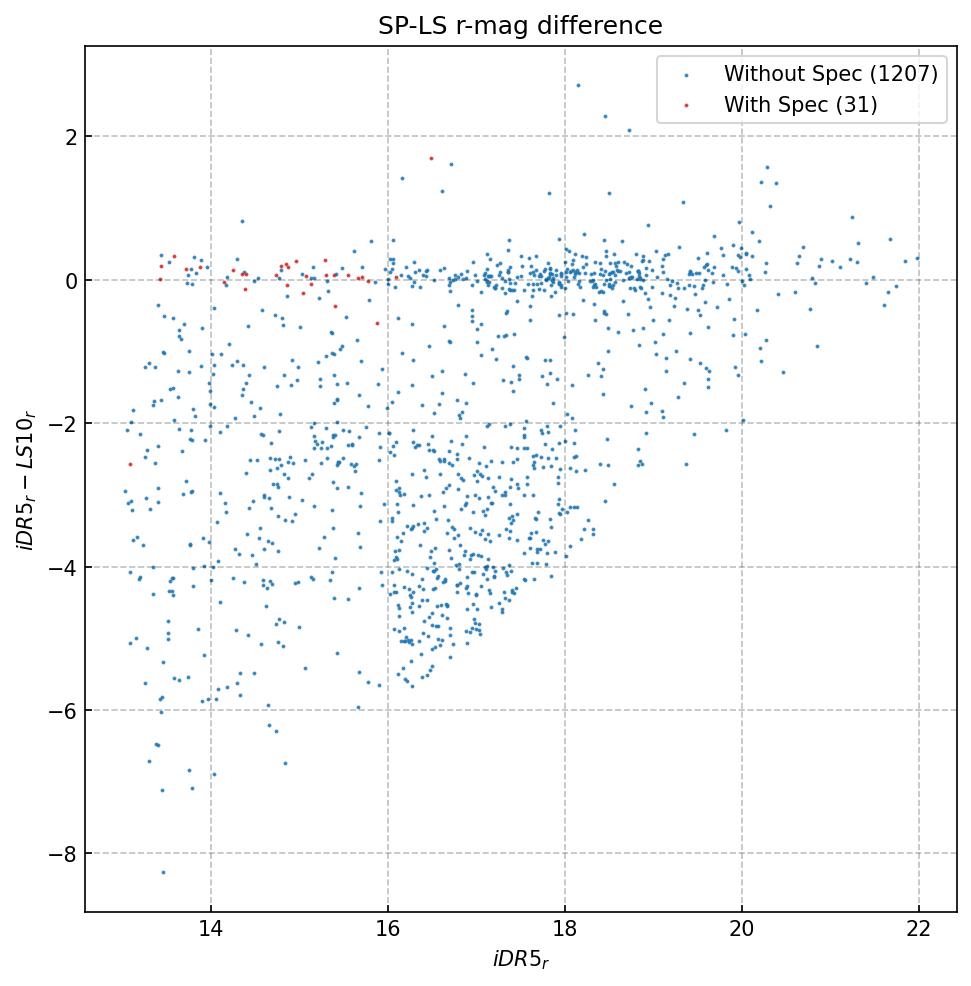 SP-LS r-mag difference
Without Spec (1207)
With Spec (31)
2
0
−2
−4
−6
−8
iDR5r − LS10r
14 16 18 20 22
iDR5r